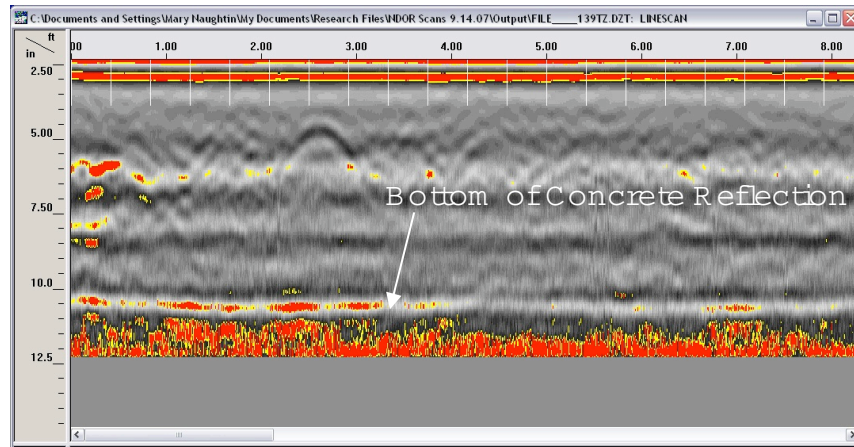 C:\Documents and Settings\Mary Naughtin\My Documents\Research Files\NDOR Scans 9.14.07\Output\FILE____139TZ.DZT: LINESCAN
ft
in
00 1.00 2.00 3.00 4.00 5.00 6.00 7.00 8.00
2.50
5.00
7.50
Bottom of Concrete Reflection
10.0
12.5